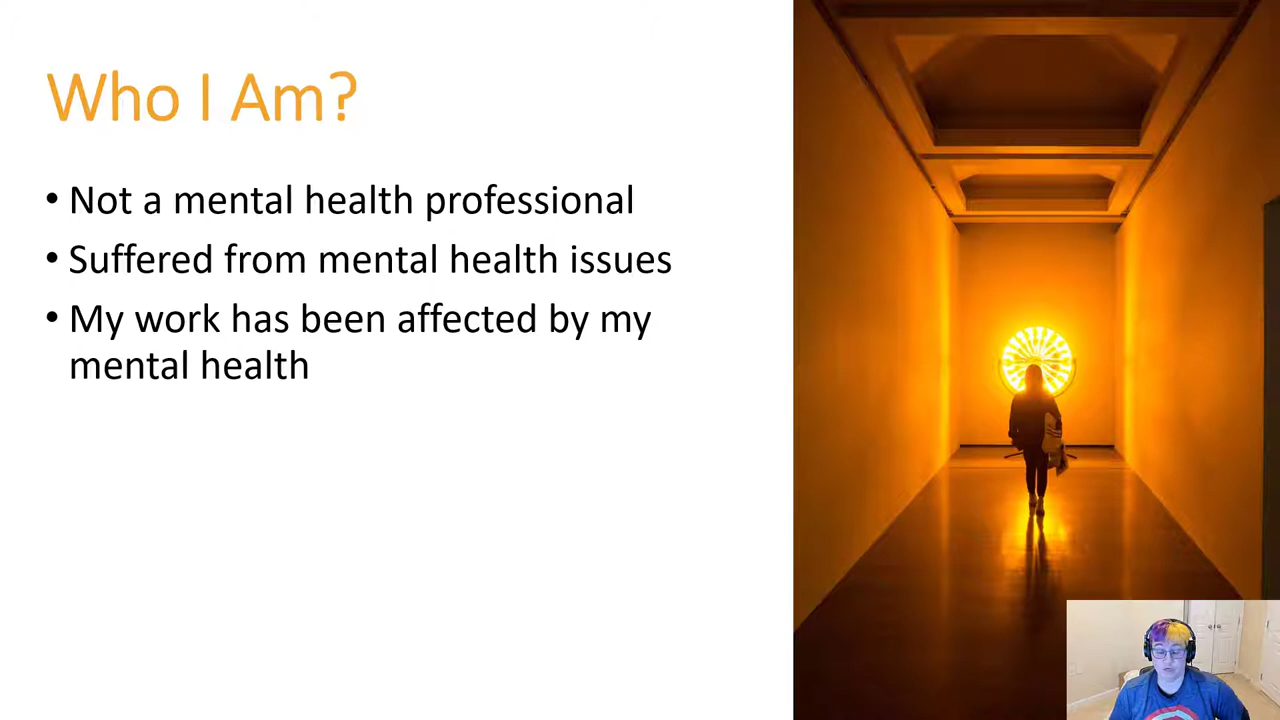 Who I Am?
• Not a mental health professional
• Suffered from mental health issues
• My work has been affected by my
mental health